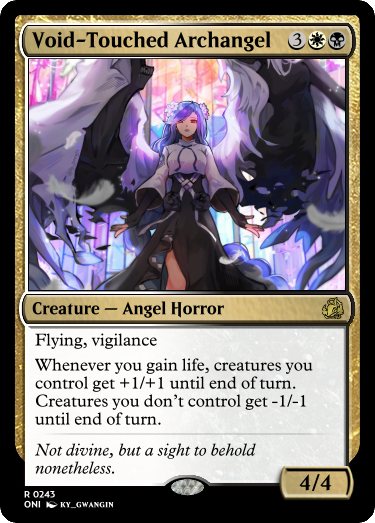 Void-Touched Archangel 3
Creature — Angel Horror
Flying, vigilance
Whenever you gain life, creatures you
control get +1/+1 until end of turn.
Creatures you don't control get -1/-1
until end of turn.
Not divine, but a sight to behold
nonetheless.
4/4
R 0243
ONI KY_GWANGIN